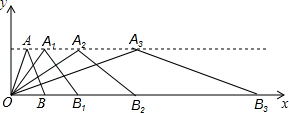 y
A A₁ A₂ A₃
O B B₁ B₂ B₃ x